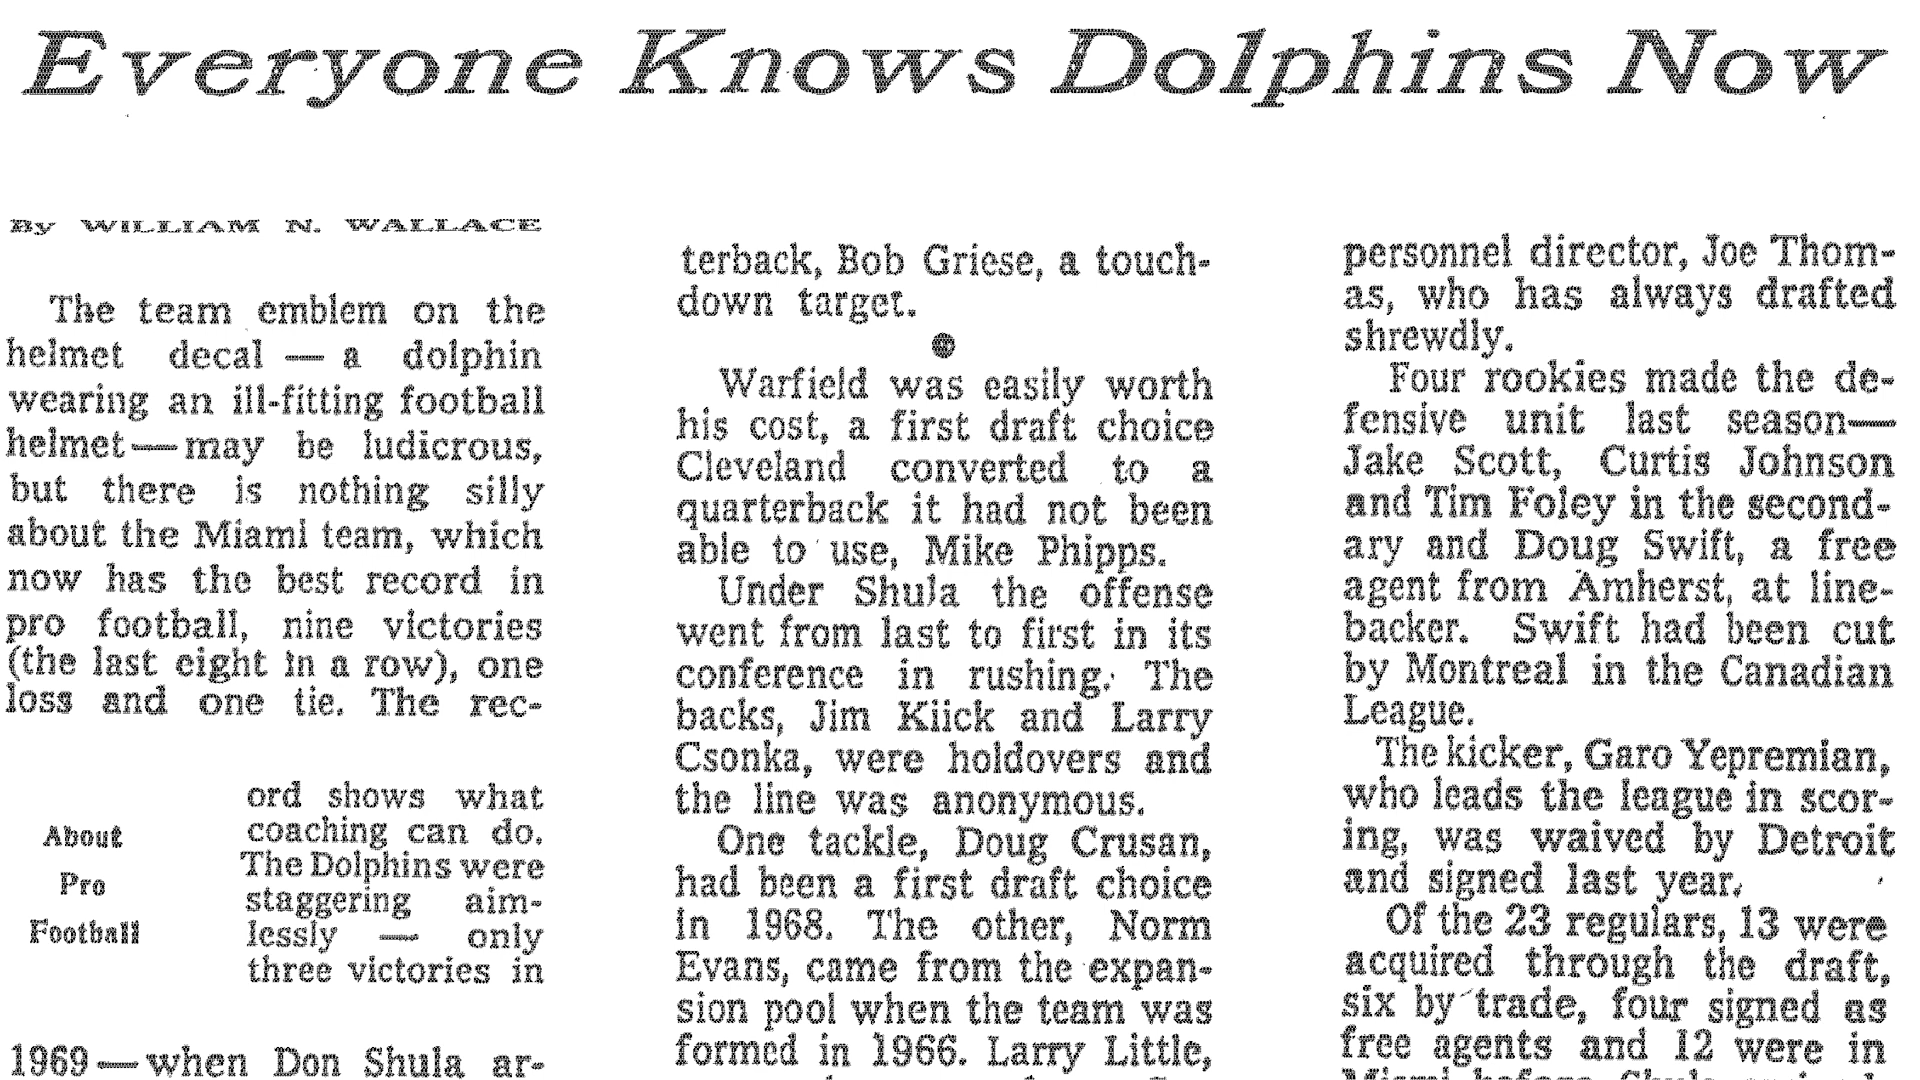 Everyone Knows Dolphins Now
By WILLIAM N. WALLACE
The team emblem on the
helmet decal — a dolphin
wearing an ill-fitting football
helmet—may be ludicrous,
but there is nothing silly
about the Miami team, which
now has the best record in
pro football, nine victories
(the last eight in a row), one
loss and one tie. The rec-
About
Pro
Football
ord shows what
coaching can do.
The Dolphins were
staggering aim-
lessly — only
three victories in
1969—when Don Shula ar-
terback, Bob Griese, a touch-
down target.
●
Warfield was easily worth
his cost, a first draft choice
Cleveland converted to a
quarterback it had not been
able to use, Mike Phipps.
Under Shula the offense
went from last to first in its
conference in rushing. The
backs, Jim Kiick and Larry
Csonka, were holdovers and
the line was anonymous.
One tackle, Doug Crusan,
had been a first draft choice
in 1968. The other, Norm
Evans, came from the expan-
sion pool when the team was
formed in 1966. Larry Little,
personnel director, Joe Thom-
as, who has always drafted
shrewdly.
Four rookies made the de-
fensive unit last season—
Jake Scott, Curtis Johnson
and Tim Foley in the second-
ary and Doug Swift, a free
agent from Amherst, at line-
backer. Swift had been cut
by Montreal in the Canadian
League.
The kicker, Garo Yepremian,
who leads the league in scor-
ing, was waived by Detroit
and signed last year.
Of the 23 regulars, 13 were
acquired through the draft,
six by trade, four signed as
free agents and 12 were in